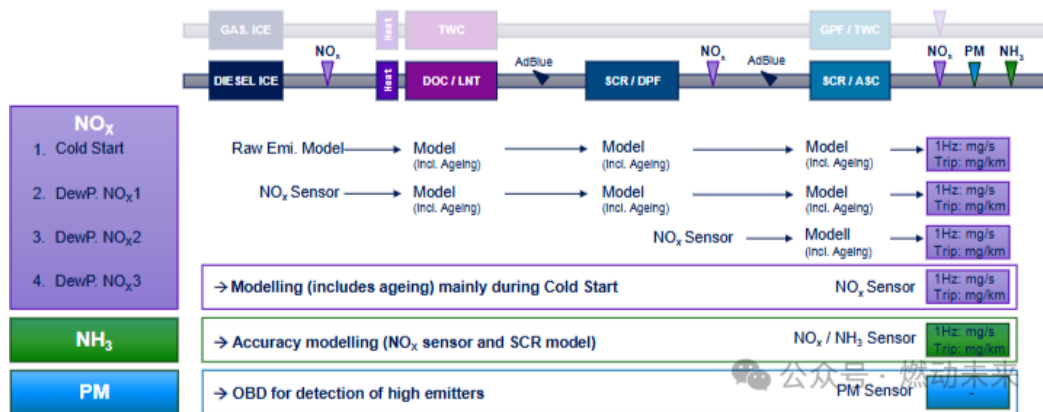 GAS. ICE
Heat
TWC
GPF / TWC
NOx
NOx
NOx
PM
NH3
DIESEL ICE
Heat
DOC / LNT
AdBlue
SCR / DPF
AdBlue
SCR / ASC
NOX
1. Cold Start
Raw Emi. Model
Model
(Incl. Ageing)
Model
(Incl. Ageing)
Model
(Incl. Ageing)
1Hz: mg/s
Trip: mg/km
2. DewP. NOx1
NOx Sensor
Model
(Incl. Ageing)
Model
(Incl. Ageing)
Model
(Incl. Ageing)
1Hz: mg/s
Trip: mg/km
3. DewP. NOx2
NOx Sensor
Modell
(Incl. Ageing)
1Hz: mg/s
Trip: mg/km
4. DewP. NOx3
→ Modelling (includes ageing) mainly during Cold Start
NOx Sensor
1Hz: mg/s
Trip: mg/km
NH3
→ Accuracy modelling (NOx sensor and SCR model)
NOx / NH3 Sensor
1Hz: mg/s
Trip: mg/km
PM
→ OBD for detection of high emitters
PM Sensor
-
公众号 · 燃动未来